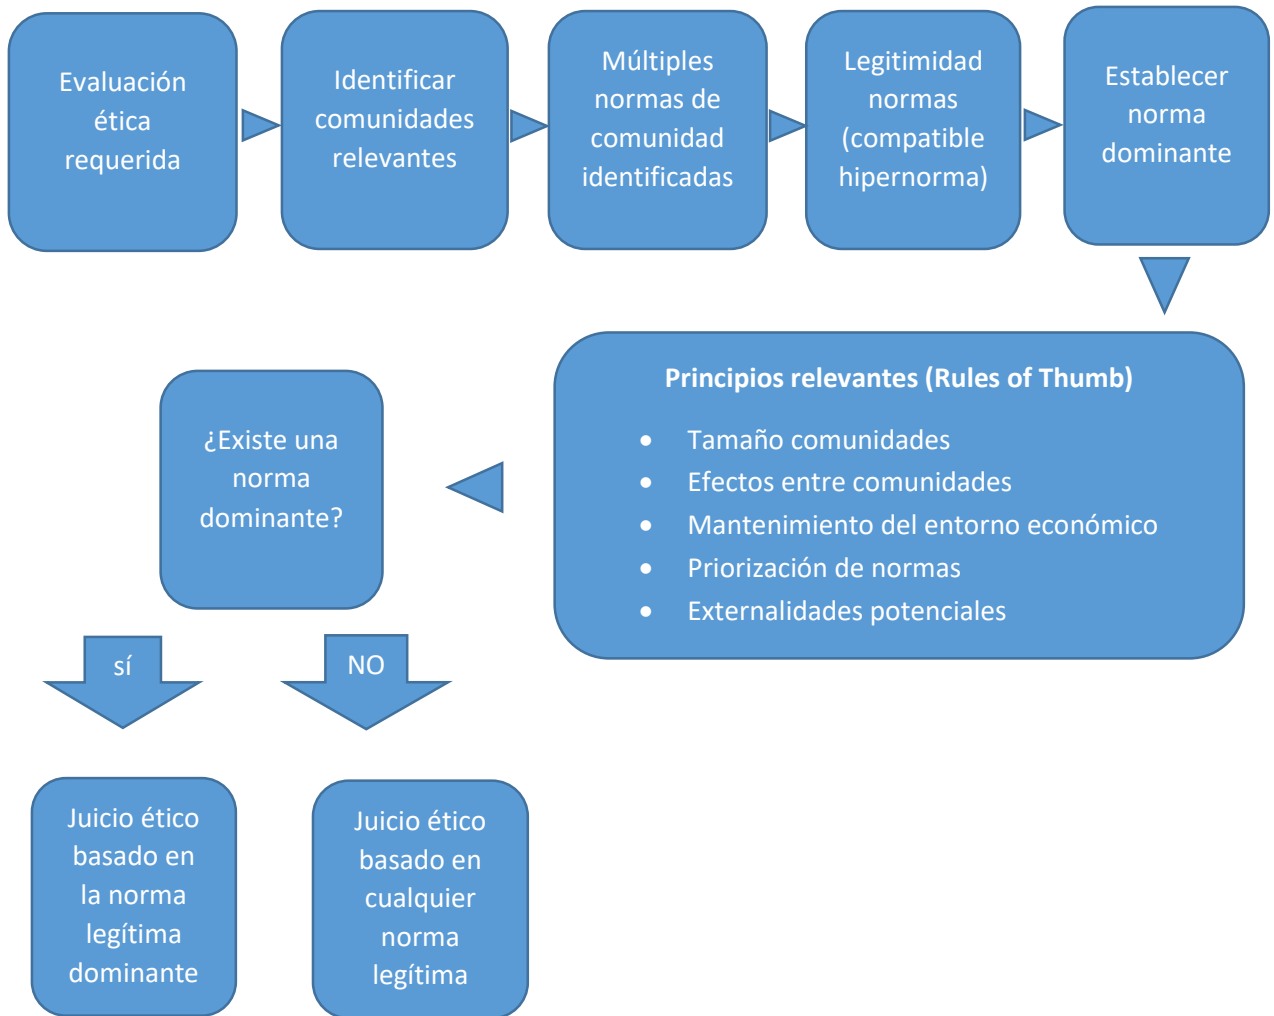 Evaluación
ética
requerida
Identificar
comunidades
relevantes
Múltiples
normas de
comunidad
identificadas
Legitimidad
normas
(compatible
hipernorma)
Establecer
norma
dominante
Principios relevantes (Rules of Thumb)
• Tamaño comunidades
• Efectos entre comunidades
• Mantenimiento del entorno económico
• Priorización de normas
• Externalidades potenciales
¿Existe una
norma
dominante?
sí
NO
Juicio ético
basado en
la norma
legítima
dominante
Juicio ético
basado en
cualquier
norma
legítima